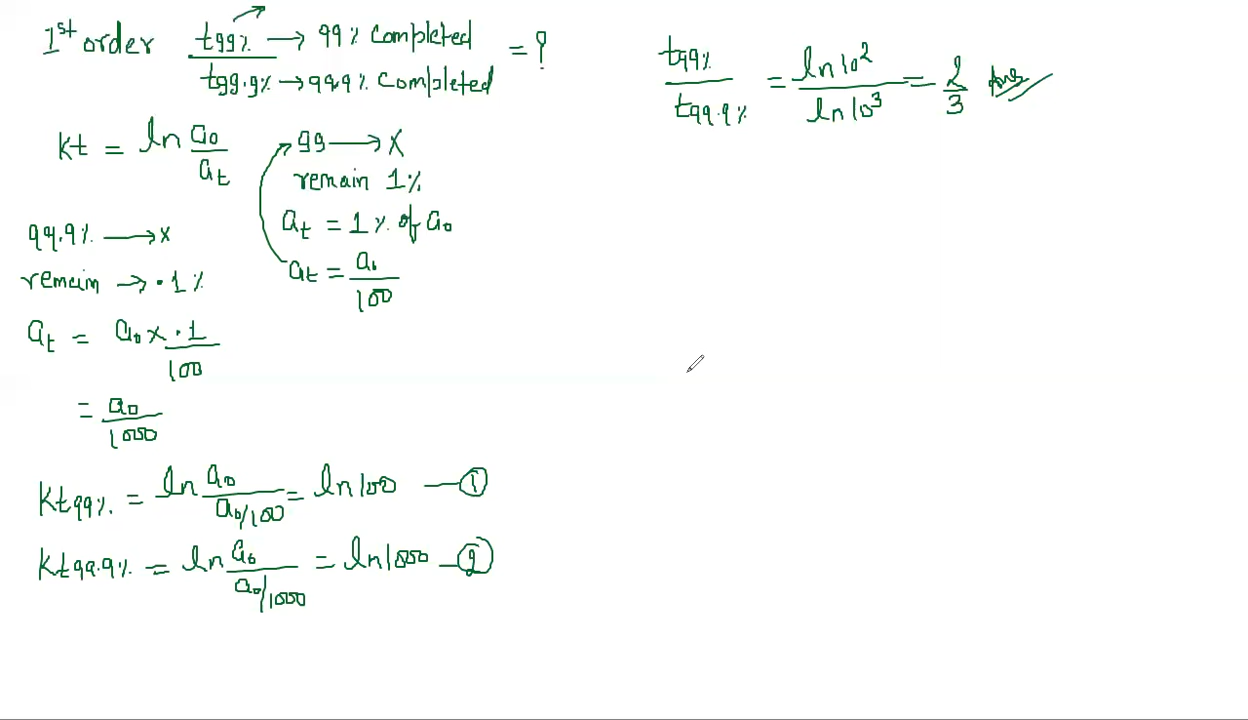 1st order t99% → 99% completed
t99.9% → 99.9% completed = ?
kt = ln a0/at
99 → x
remain 1%
at = 1% of a0
at = a0/100
99.9% → x
remain → .1%
at = a0 x .1/100
= a0/1000
Kt99% = ln a0/a0/100 = ln100 — ①
Kt99.9% = ln a0/a0/1000 = ln1000 — ②
t99%/t99.9% = ln10²/ln10³ = 2/3 Ans